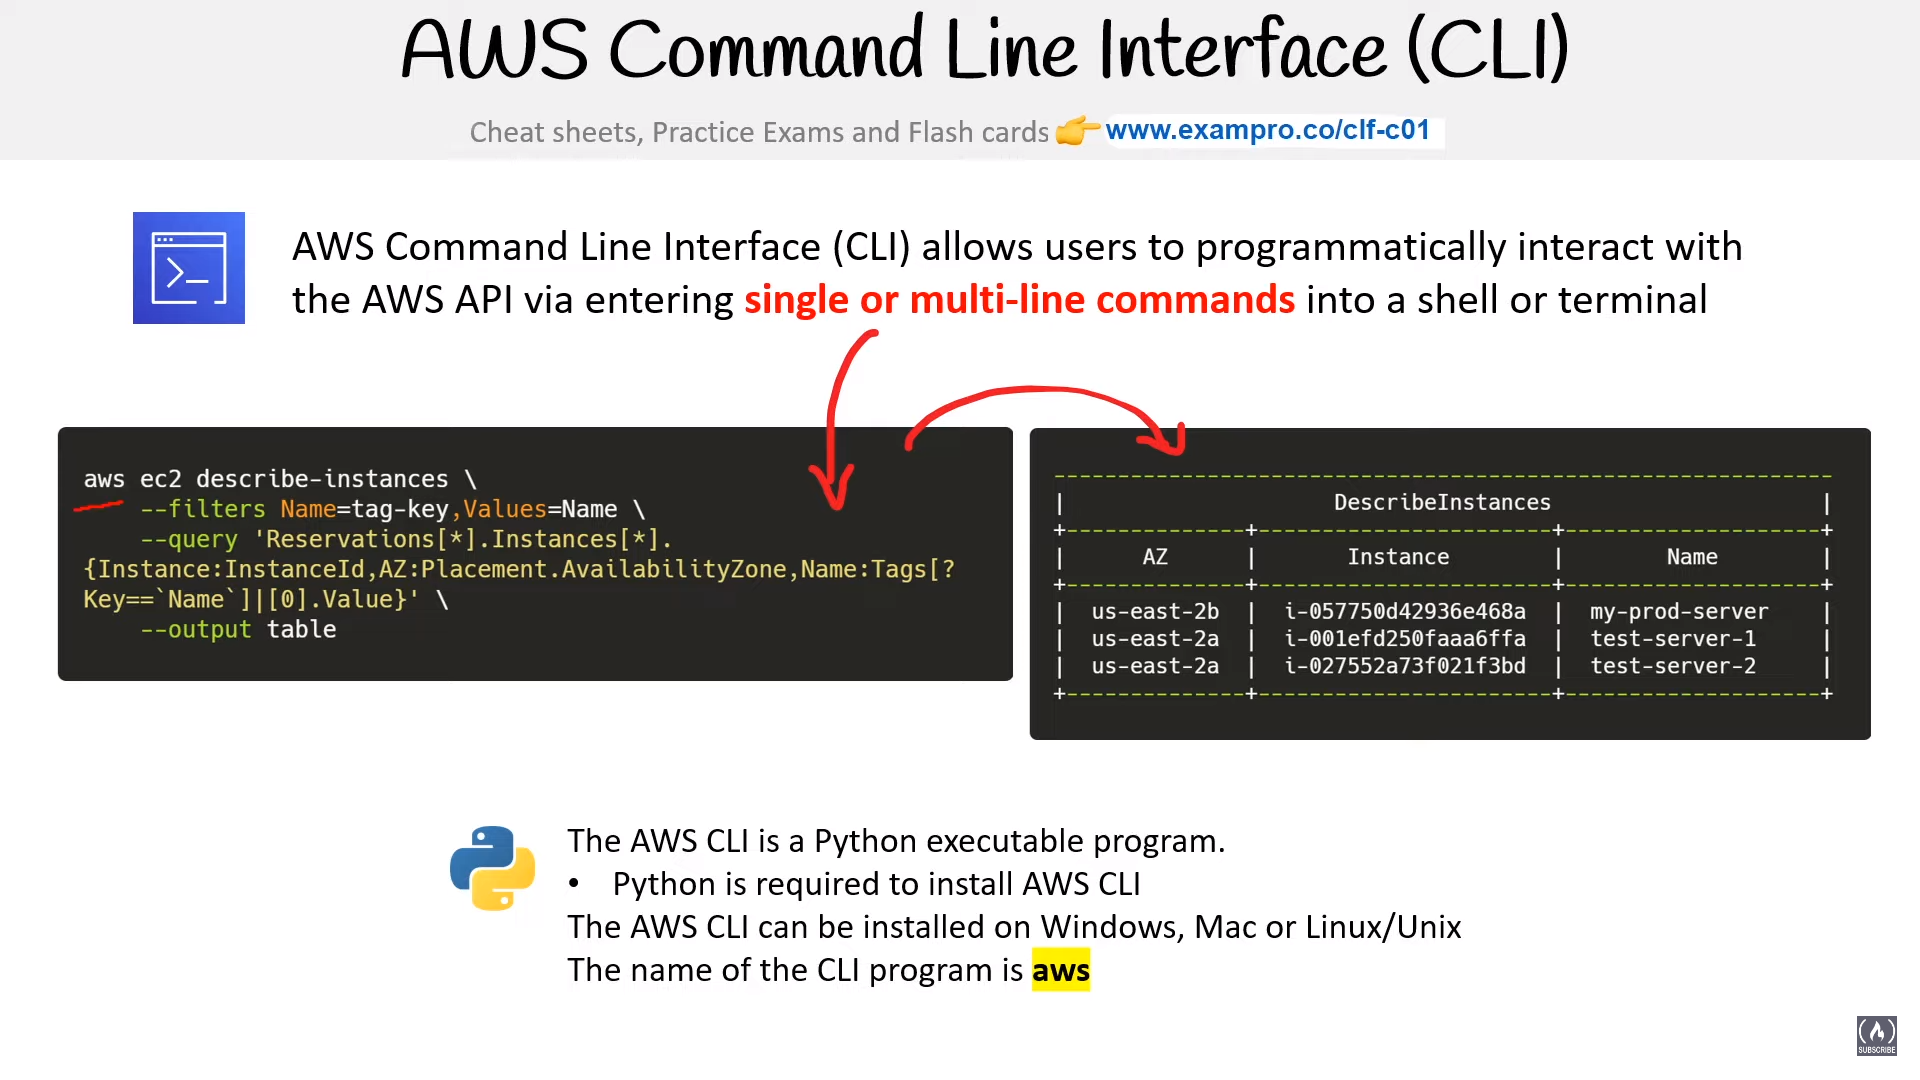 AWS Command Line Interface (CLI)
Cheat sheets, Practice Exams and Flash cards 👉 www.exampro.co/clf-c01
AWS Command Line Interface (CLI) allows users to programmatically interact with
the AWS API via entering single or multi-line commands into a shell or terminal
aws ec2 describe-instances \
    --filters Name=tag-key,Values=Name \
    --query 'Reservations[*].Instances[*].
{Instance:InstanceId,AZ:Placement.AvailabilityZone,Name:Tags[?
Key==`Name`]|[0].Value}' \
    --output table
-------------------------------------------------------------
|                     DescribeInstances                     |
+--------------+-----------------------+--------------------+
|      AZ      |       Instance        |        Name        |
+--------------+-----------------------+--------------------+
|  us-east-2b  |  i-057750d42936e468a  |  my-prod-server    |
|  us-east-2a  |  i-001efd250faaa6ffa  |  test-server-1     |
|  us-east-2a  |  i-027552a73f021f3bd  |  test-server-2     |
+--------------+-----------------------+--------------------+
The AWS CLI is a Python executable program.
• Python is required to install AWS CLI
The AWS CLI can be installed on Windows, Mac or Linux/Unix
The name of the CLI program is aws
SUBSCRIBE